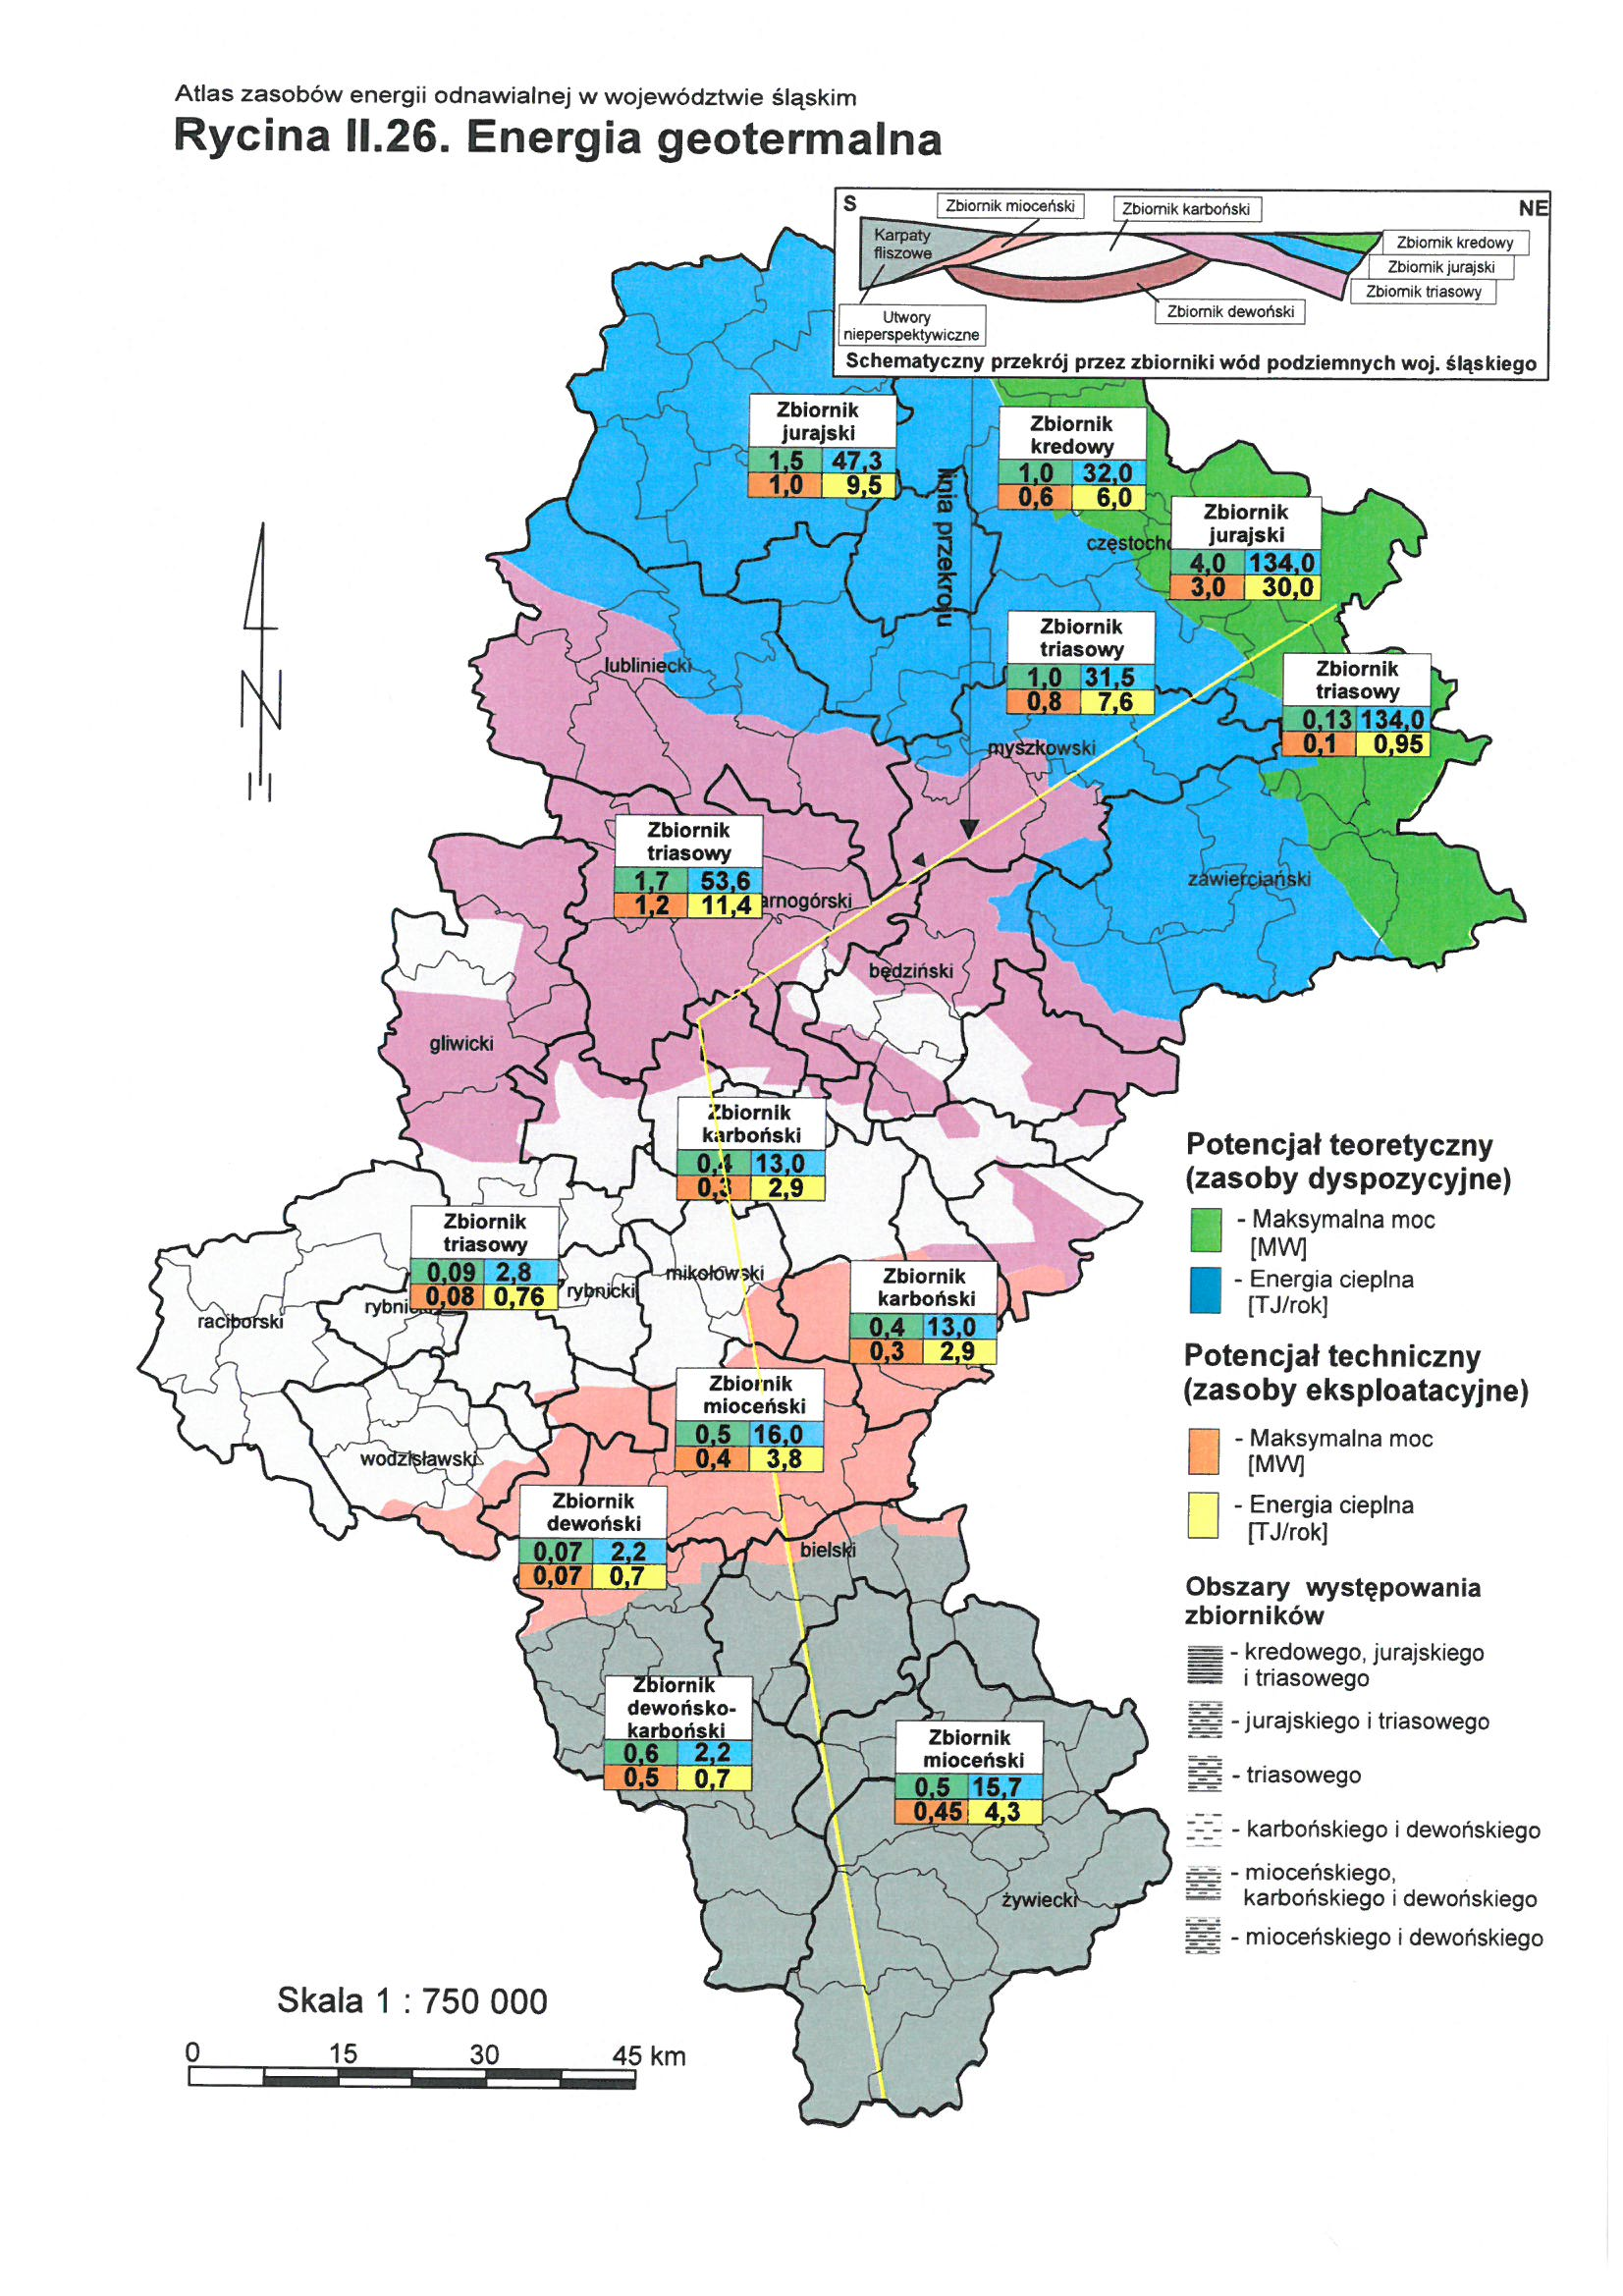 Atlas zasobów energii odnawialnej w województwie śląskim
Rycina II.26. Energia geotermalna
S
NE
Zbiornik mioceński
Zbiornik karboński
Karpaty
fliszowe
Zbiornik kredowy
Zbiornik jurajski
Zbiornik triasowy
Zbiornik dewoński
Utwory
nieperspektywiczne
Schematyczny przekrój przez zbiorniki wód podziemnych woj. śląskiego
Zbiornik
jurajski
1,5 47,3
1,0 9,5
Zbiornik
kredowy
1,0 32,0
0,6 6,0
linia przekroju
Zbiornik
jurajski
4,0 134,0
3,0 30,0
częstocho
Zbiornik
triasowy
1,0 31,5
0,8 7,6
lubliniecki
Zbiornik
triasowy
0,13 134,0
0,1 0,95
myszkowski
N
Zbiornik
triasowy
1,7 53,6
1,2 11,4
arnogórski
zawierciański
będziński
gliwicki
Zbiornik
karboński
0,4 13,0
0,3 2,9
Zbiornik
triasowy
0,09 2,8
0,08 0,76
raciborski
rybni
rybnicki
mikołowski
Zbiornik
karboński
0,4 13,0
0,3 2,9
Zbiornik
mioceński
0,5 16,0
0,4 3,8
wodzisławski
Zbiornik
dewoński
0,07 2,2
0,07 0,7
bielski
Zbiornik
dewońsko-
karboński
0,6 2,2
0,5 0,7
Zbiornik
mioceński
0,5 15,7
0,45 4,3
żywiecki
Potencjał teoretyczny
(zasoby dyspozycyjne)
- Maksymalna moc
[MW]
- Energia cieplna
[TJ/rok]
Potencjał techniczny
(zasoby eksploatacyjne)
- Maksymalna moc
[MW]
- Energia cieplna
[TJ/rok]
Obszary występowania
zbiorników
- kredowego, jurajskiego
i triasowego
- jurajskiego i triasowego
- triasowego
- karbońskiego i dewońskiego
- mioceńskiego,
karbońskiego i dewońskiego
- mioceńskiego i dewońskiego
Skala 1 : 750 000
0 15 30 45 km